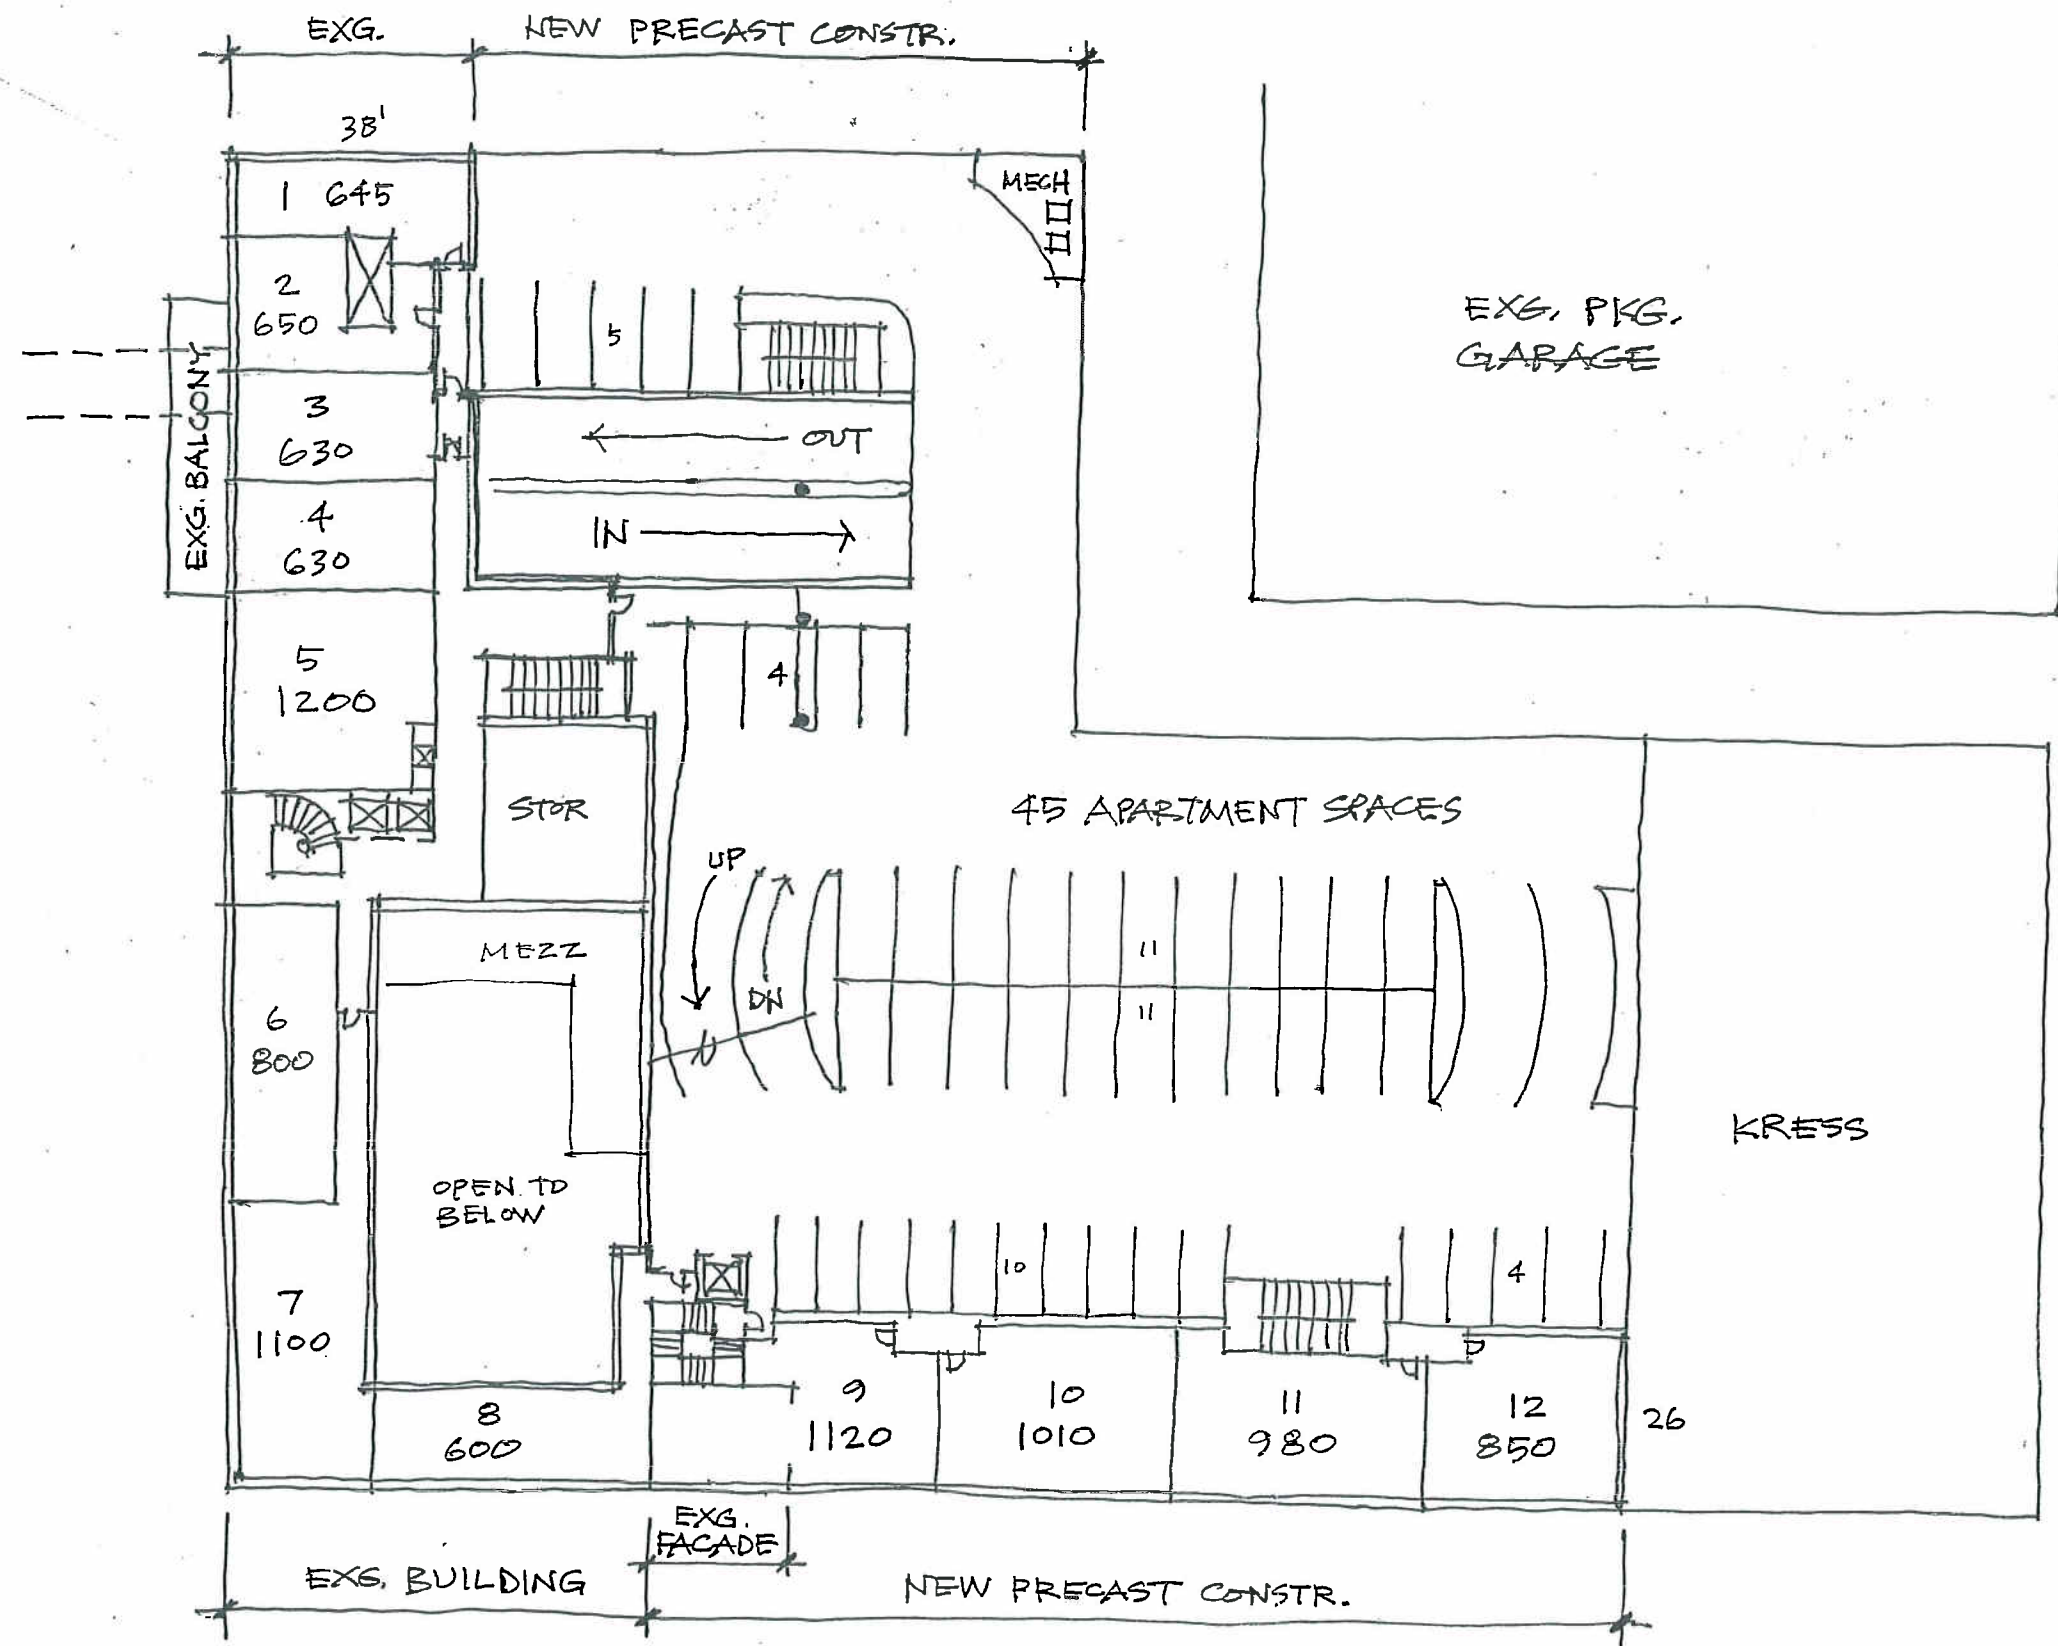 EXG.
NEW PRECAST CONSTR.
38'
1 645
MECH
2
650
EXG. PKG.
GARAGE
5
EXG. BALCONY
3
630
OUT
4
630
IN
5
1200
4
STOR
45 APARTMENT SPACES
UP
DN
MEZZ
11
11
6
800
KRESS
OPEN TO
BELOW
7
1100
10
4
8
600
9
1120
10
1010
11
980
12
850
26
EXG.
FACADE
EXG. BUILDING
NEW PRECAST CONSTR.